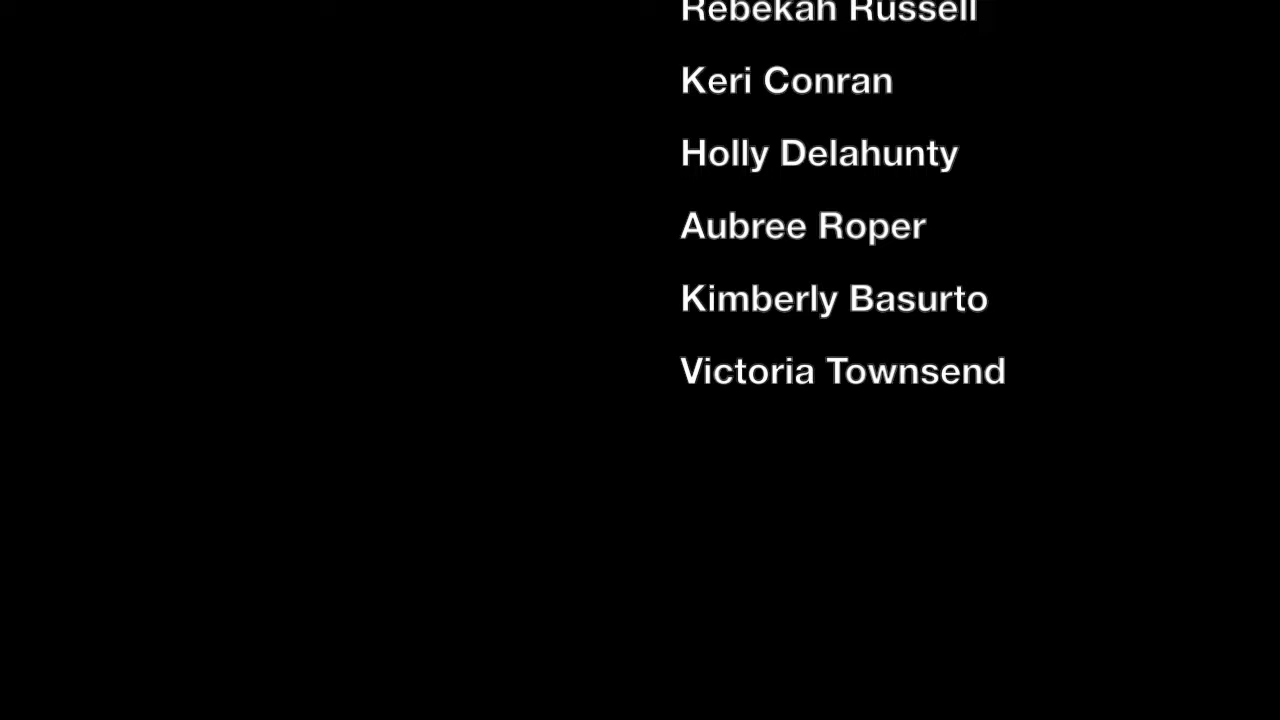 Rebekah Russell
Keri Conran
Holly Delahunty
Aubree Roper
Kimberly Basurto
Victoria Townsend